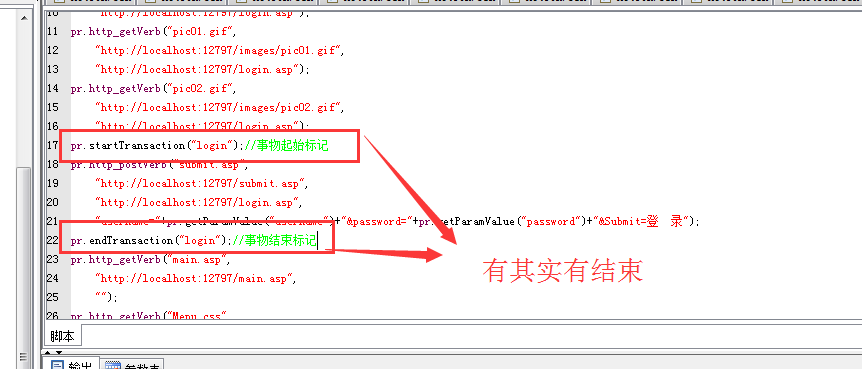 10 "http://localhost:12797/login.asp");
11 pr.http_getVerb("pic01.gif",
12 "http://localhost:12797/images/pic01.gif",
13 "http://localhost:12797/login.asp");
14 pr.http_getVerb("pic02.gif",
15 "http://localhost:12797/images/pic02.gif",
16 "http://localhost:12797/login.asp");
17 pr.startTransaction("login");//事物起始标记
18 pr.http_postVerb("submit.asp",
19 "http://localhost:12797/submit.asp",
20 "http://localhost:12797/login.asp",
21 "username="+pr.getParamValue("username")+"&password="+pr.getParamValue("password")+"&Submit=登 录");
22 pr.endTransaction("login");//事物结束标记
23 pr.http_getVerb("main.asp",
24 "http://localhost:12797/main.asp",
25 "");
26 pr.http_getVerb("Menu.css"
有其实有结束
脚本
输出 参数表